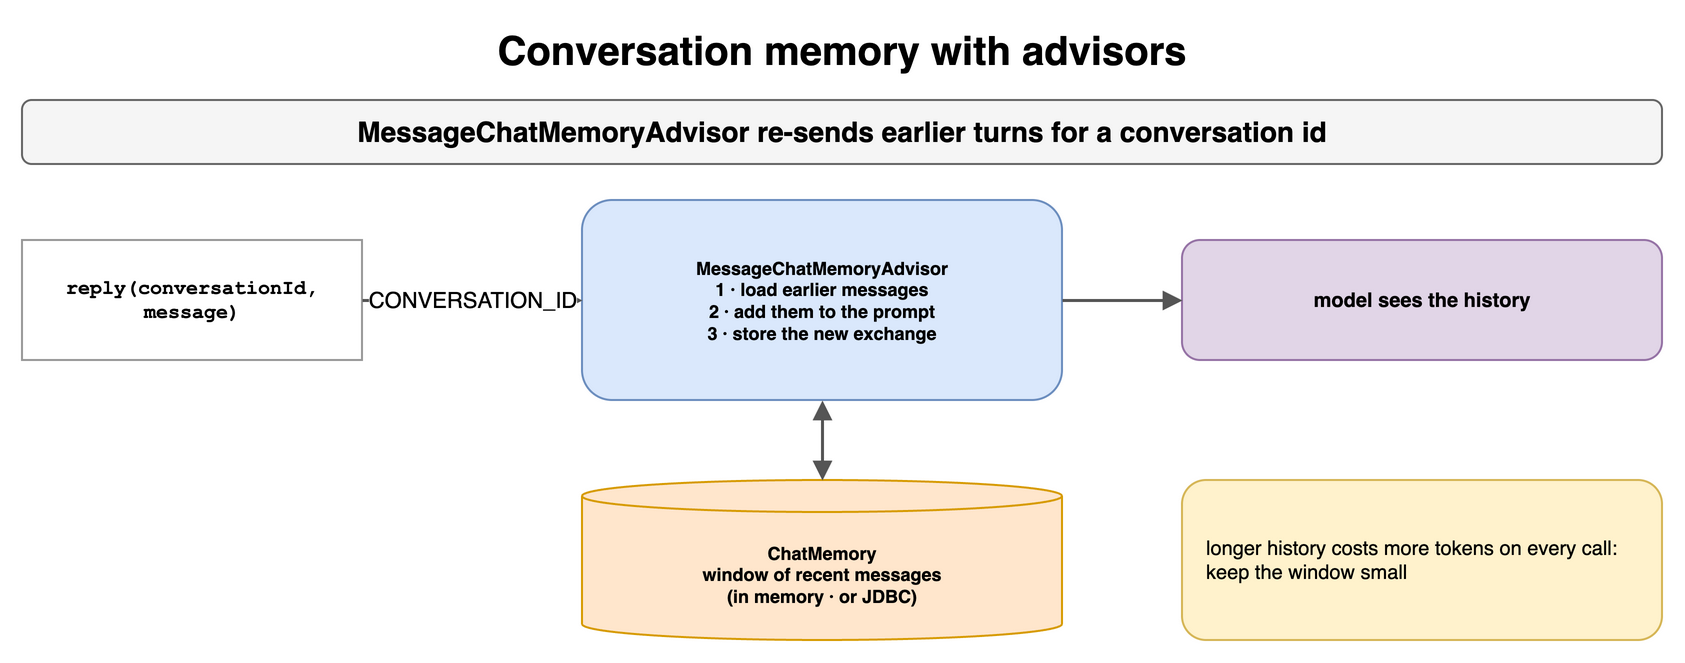 Conversation memory with advisors
MessageChatMemoryAdvisor re-sends earlier turns for a conversation id
reply(conversationId,
message)
CONVERSATION_ID
MessageChatMemoryAdvisor
1 · load earlier messages
2 · add them to the prompt
3 · store the new exchange
model sees the history
ChatMemory
window of recent messages
(in memory · or JDBC)
longer history costs more tokens on every call:
keep the window small